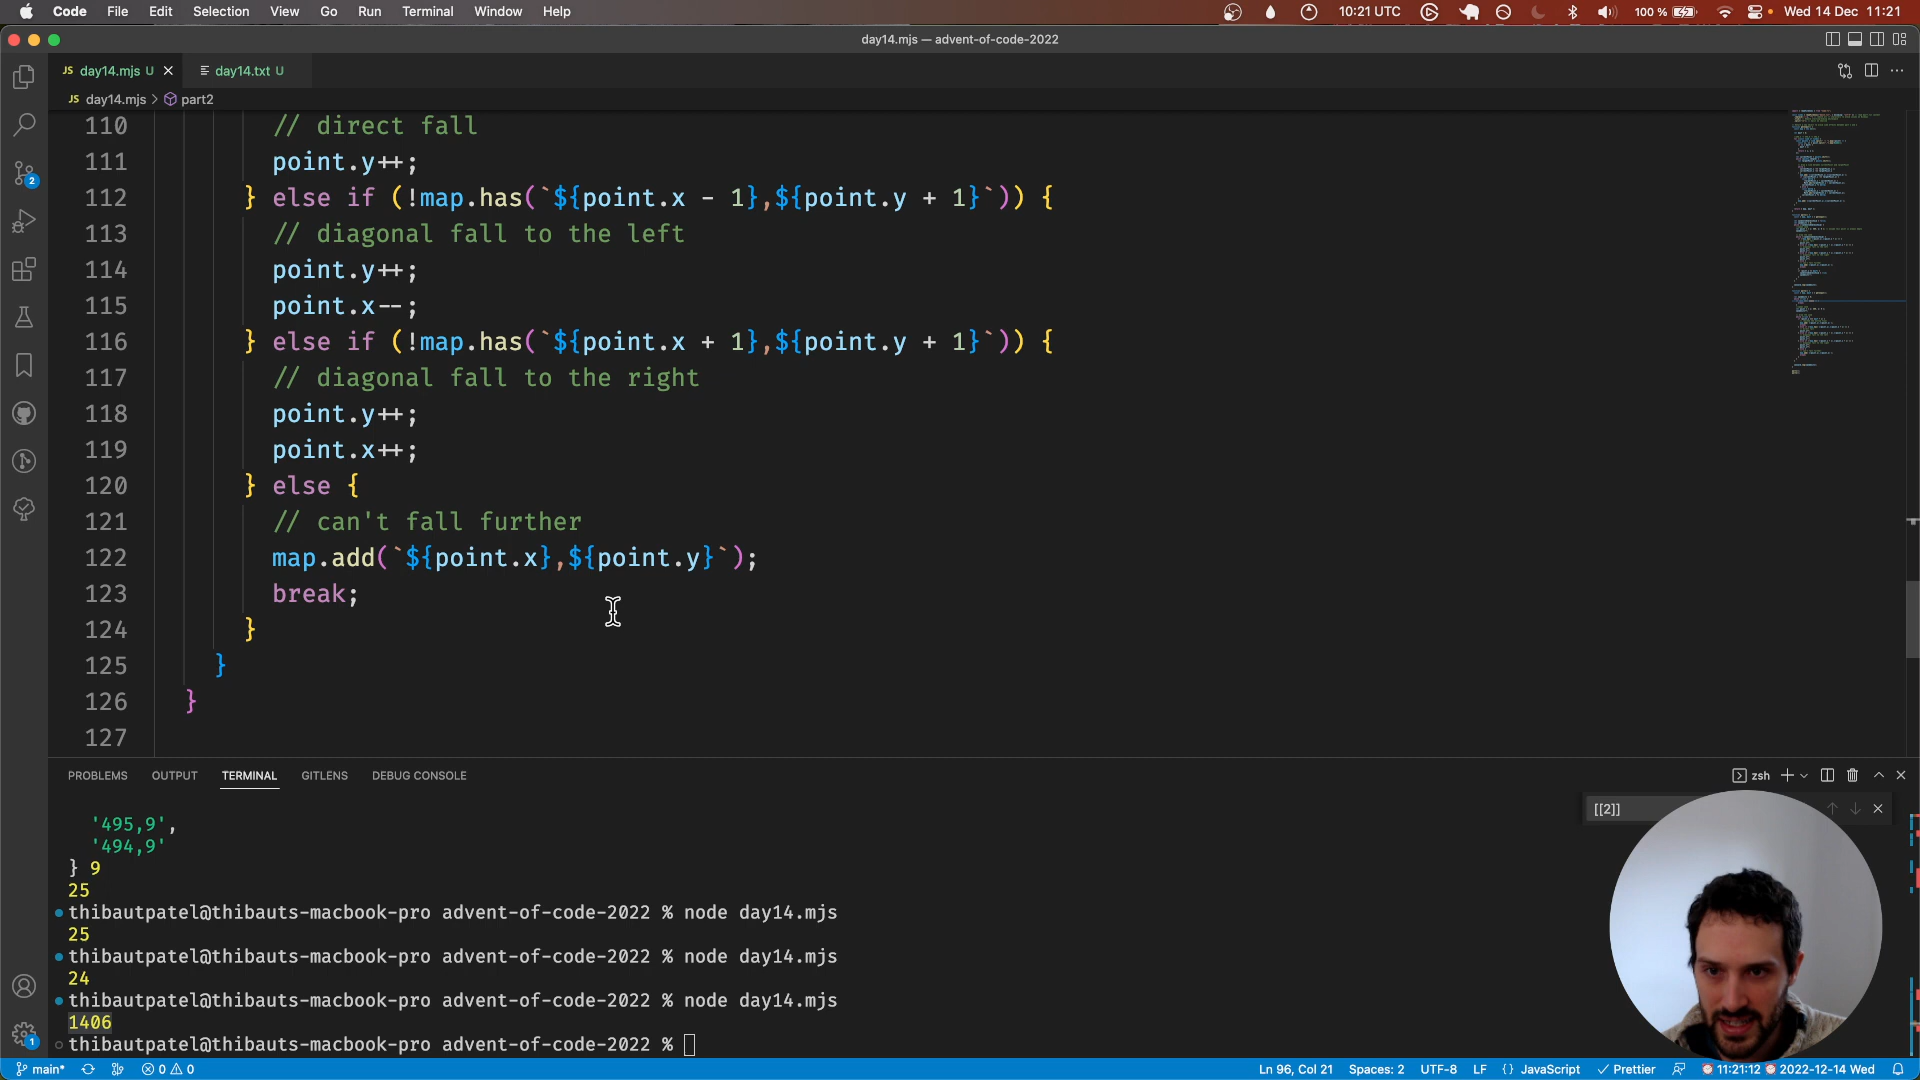 Code File Edit Selection View Go Run Terminal Window Help 10:21 UTC 100 % Wed 14 Dec 11:21
day14.mjs — advent-of-code-2022
JS day14.mjs U day14.txt U
JS day14.mjs > part2
110 // direct fall
111 point.y++;
112 } else if (!map.has(`${point.x - 1},${point.y + 1}`)) {
113 // diagonal fall to the left
114 point.y++;
115 point.x--;
116 } else if (!map.has(`${point.x + 1},${point.y + 1}`)) {
117 // diagonal fall to the right
118 point.y++;
119 point.x++;
120 } else {
121 // can't fall further
122 map.add(`${point.x},${point.y}`);
123 break;
124 }
125 }
126 }
127
PROBLEMS OUTPUT TERMINAL GITLENS DEBUG CONSOLE zsh
[[2]]
'495,9',
'494,9'
} 9
25
thibautpatel@thibauts-macbook-pro advent-of-code-2022 % node day14.mjs
25
thibautpatel@thibauts-macbook-pro advent-of-code-2022 % node day14.mjs
24
thibautpatel@thibauts-macbook-pro advent-of-code-2022 % node day14.mjs
1406
thibautpatel@thibauts-macbook-pro advent-of-code-2022 %
2
1
main* 0 0 Ln 96, Col 21 Spaces: 2 UTF-8 LF {} JavaScript Prettier 11:21:12 2022-12-14 Wed